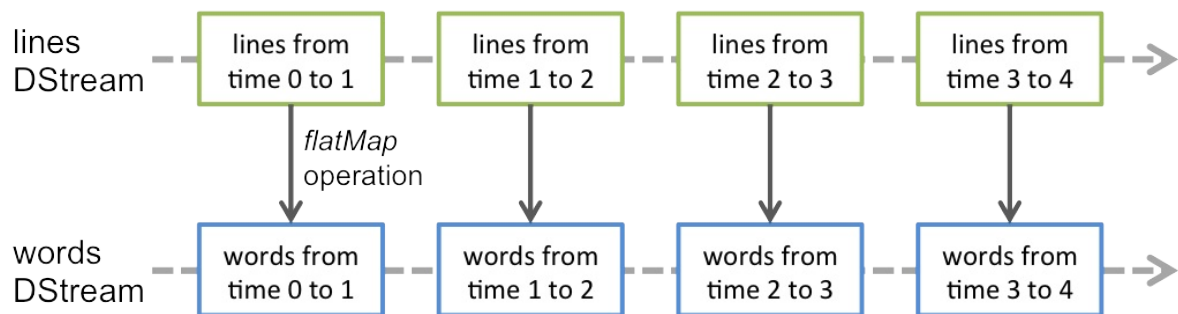 lines
DStream
lines from
time 0 to 1
lines from
time 1 to 2
lines from
time 2 to 3
lines from
time 3 to 4
flatMap
operation
words
DStream
words from
time 0 to 1
words from
time 1 to 2
words from
time 2 to 3
words from
time 3 to 4